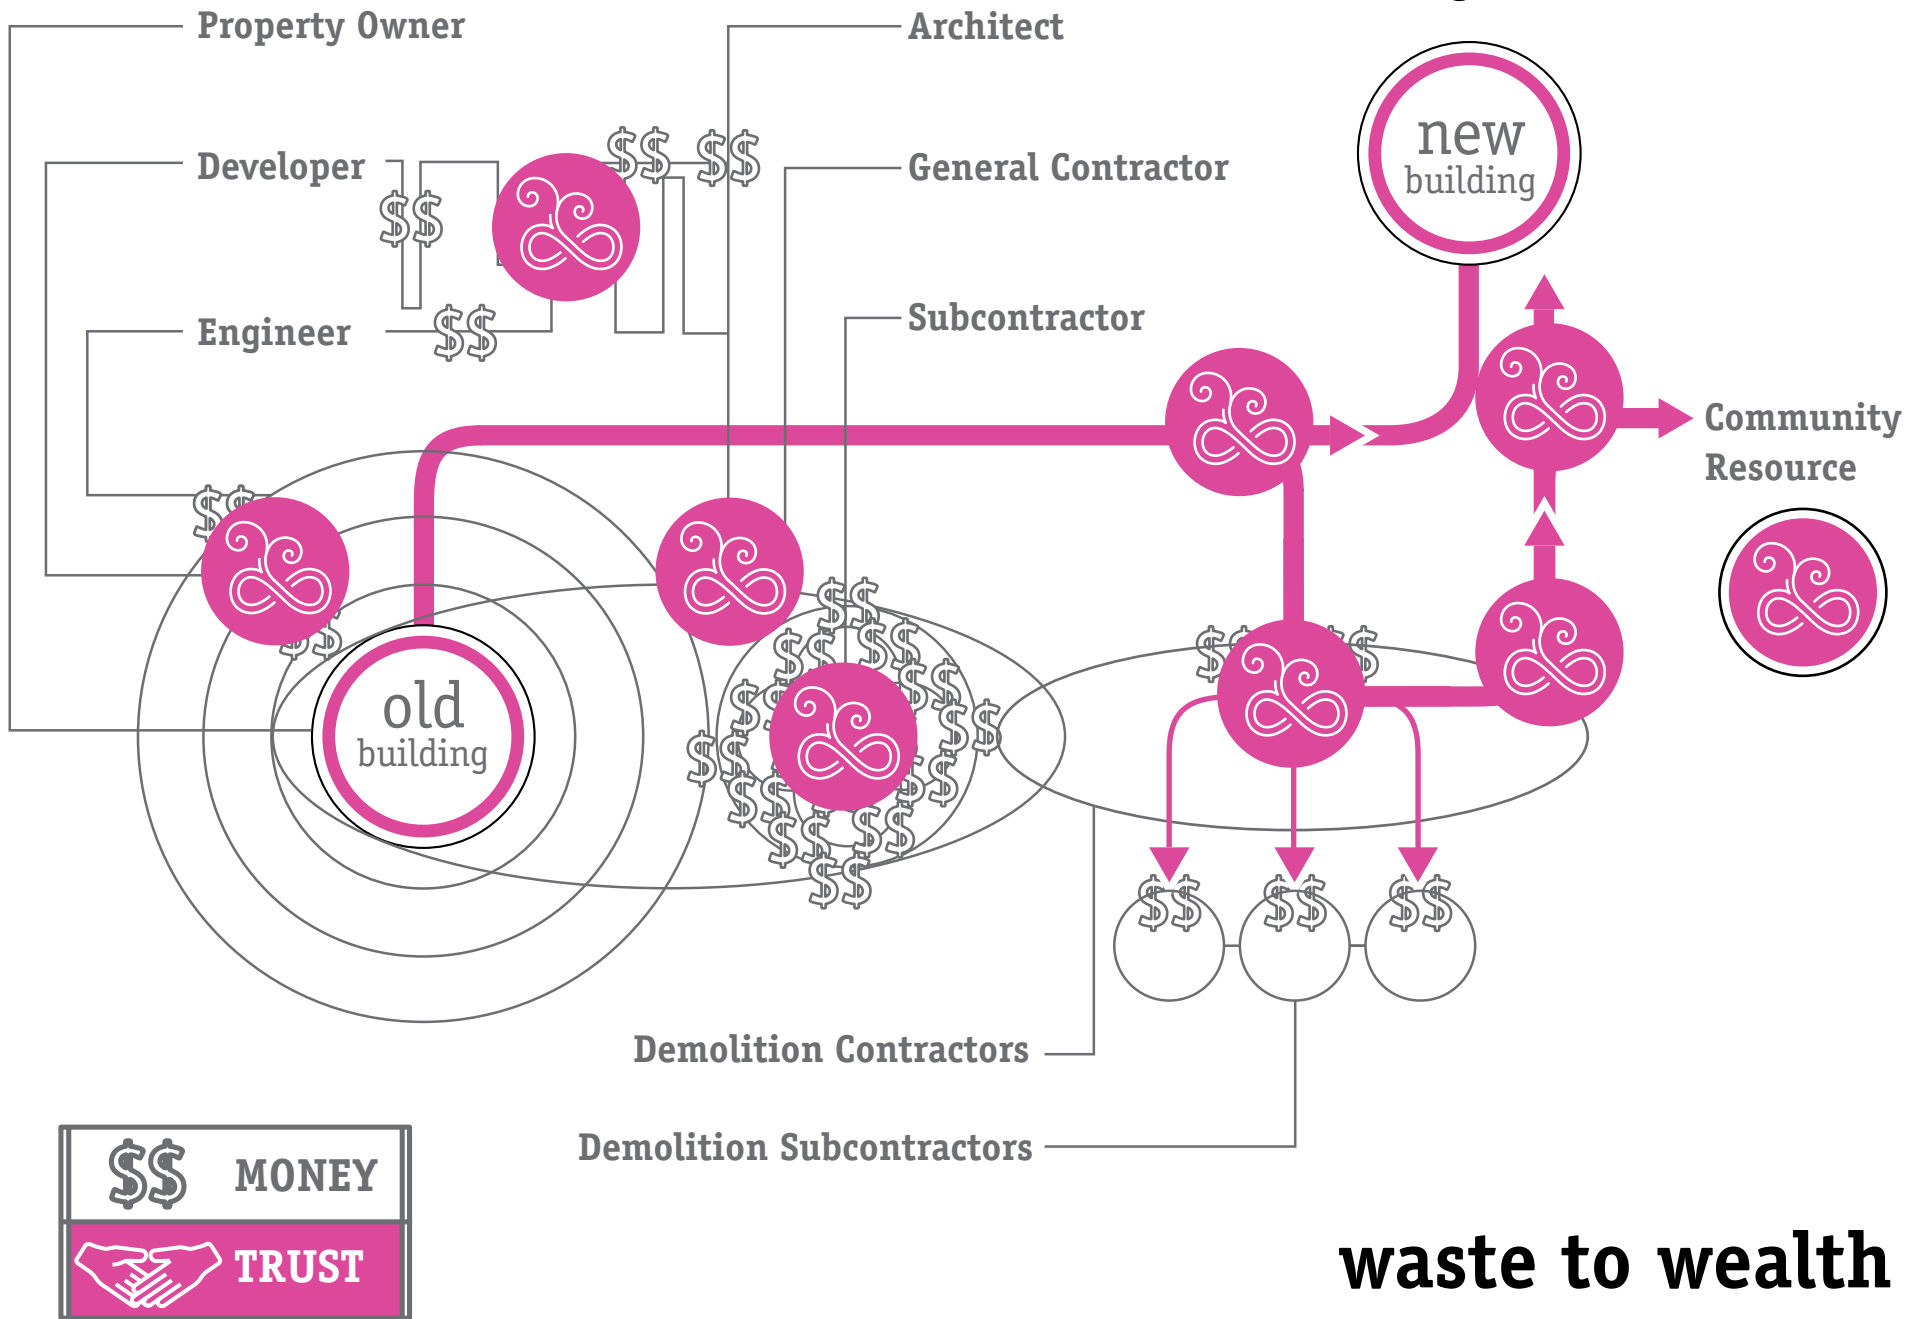 Property Owner
Architect
new
building
Developer
$$
$$ $$
General Contractor
Engineer
$$
Subcontractor
Community
Resource
old
building
Demolition Contractors
Demolition Subcontractors
$$ $$ $$
$$ MONEY
TRUST
waste to wealth